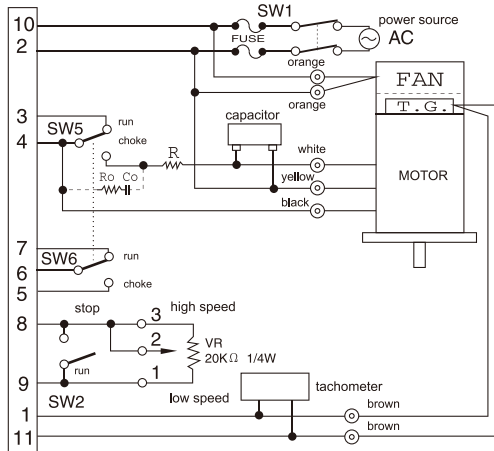 10
SW1
power source
2
FUSE
AC
orange
FAN
orange
T.G.
3
run
capacitor
4
SW5
choke
R
white
Ro Co
yellow
MOTOR
black
7
run
6
SW6
5
choke
stop
high speed
8
3
2
VR
20KΩ 1/4W
run
9
1
SW2
low speed
tachometer
1
brown
brown
11